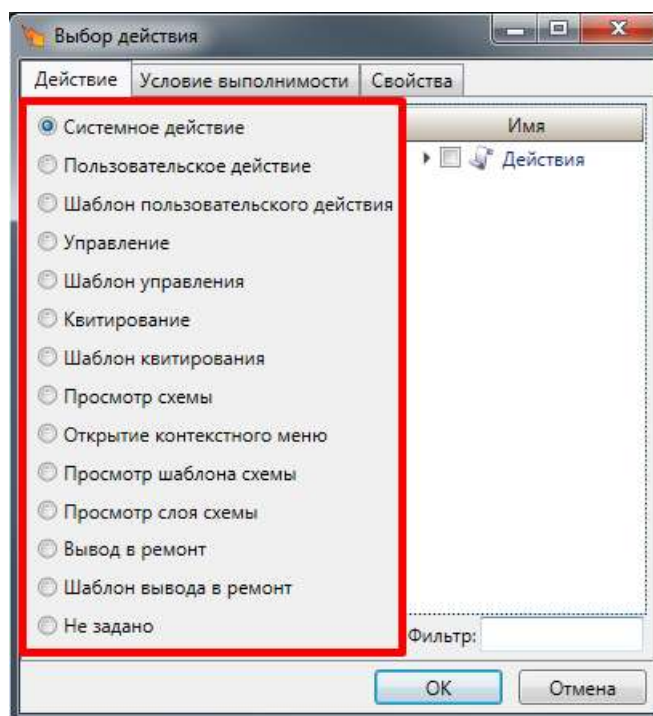 Выбор действия
Действие Условие выполнимости Свойства
Системное действие
Имя
Пользовательское действие
Действия
Шаблон пользовательского действия
Управление
Шаблон управления
Квитирование
Шаблон квитирования
Просмотр схемы
Открытие контекстного меню
Просмотр шаблона схемы
Просмотр слоя схемы
Вывод в ремонт
Шаблон вывода в ремонт
Не задано
Фильтр:
ОК Отмена